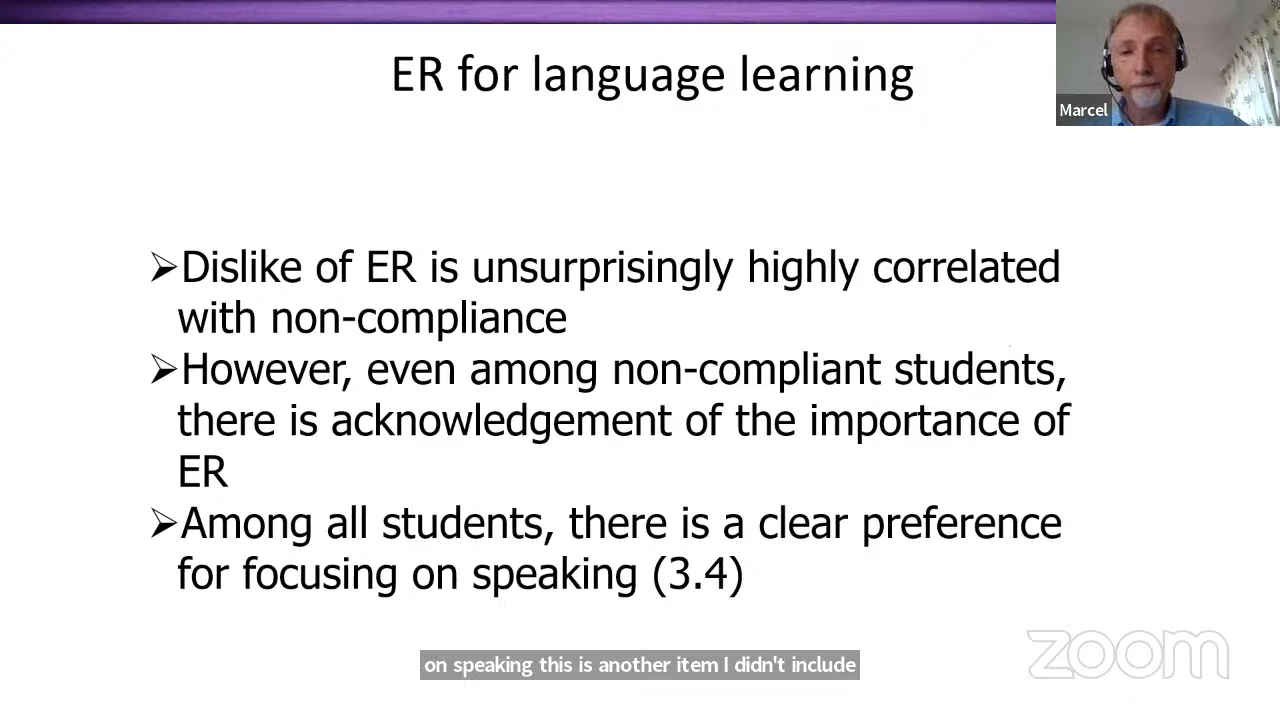 ER for language learning
Marcel
➢Dislike of ER is unsurprisingly highly correlated
with non-compliance
➢However, even among non-compliant students,
there is acknowledgement of the importance of
ER
➢Among all students, there is a clear preference
for focusing on speaking (3.4)
on speaking this is another item I didn't include
zoom